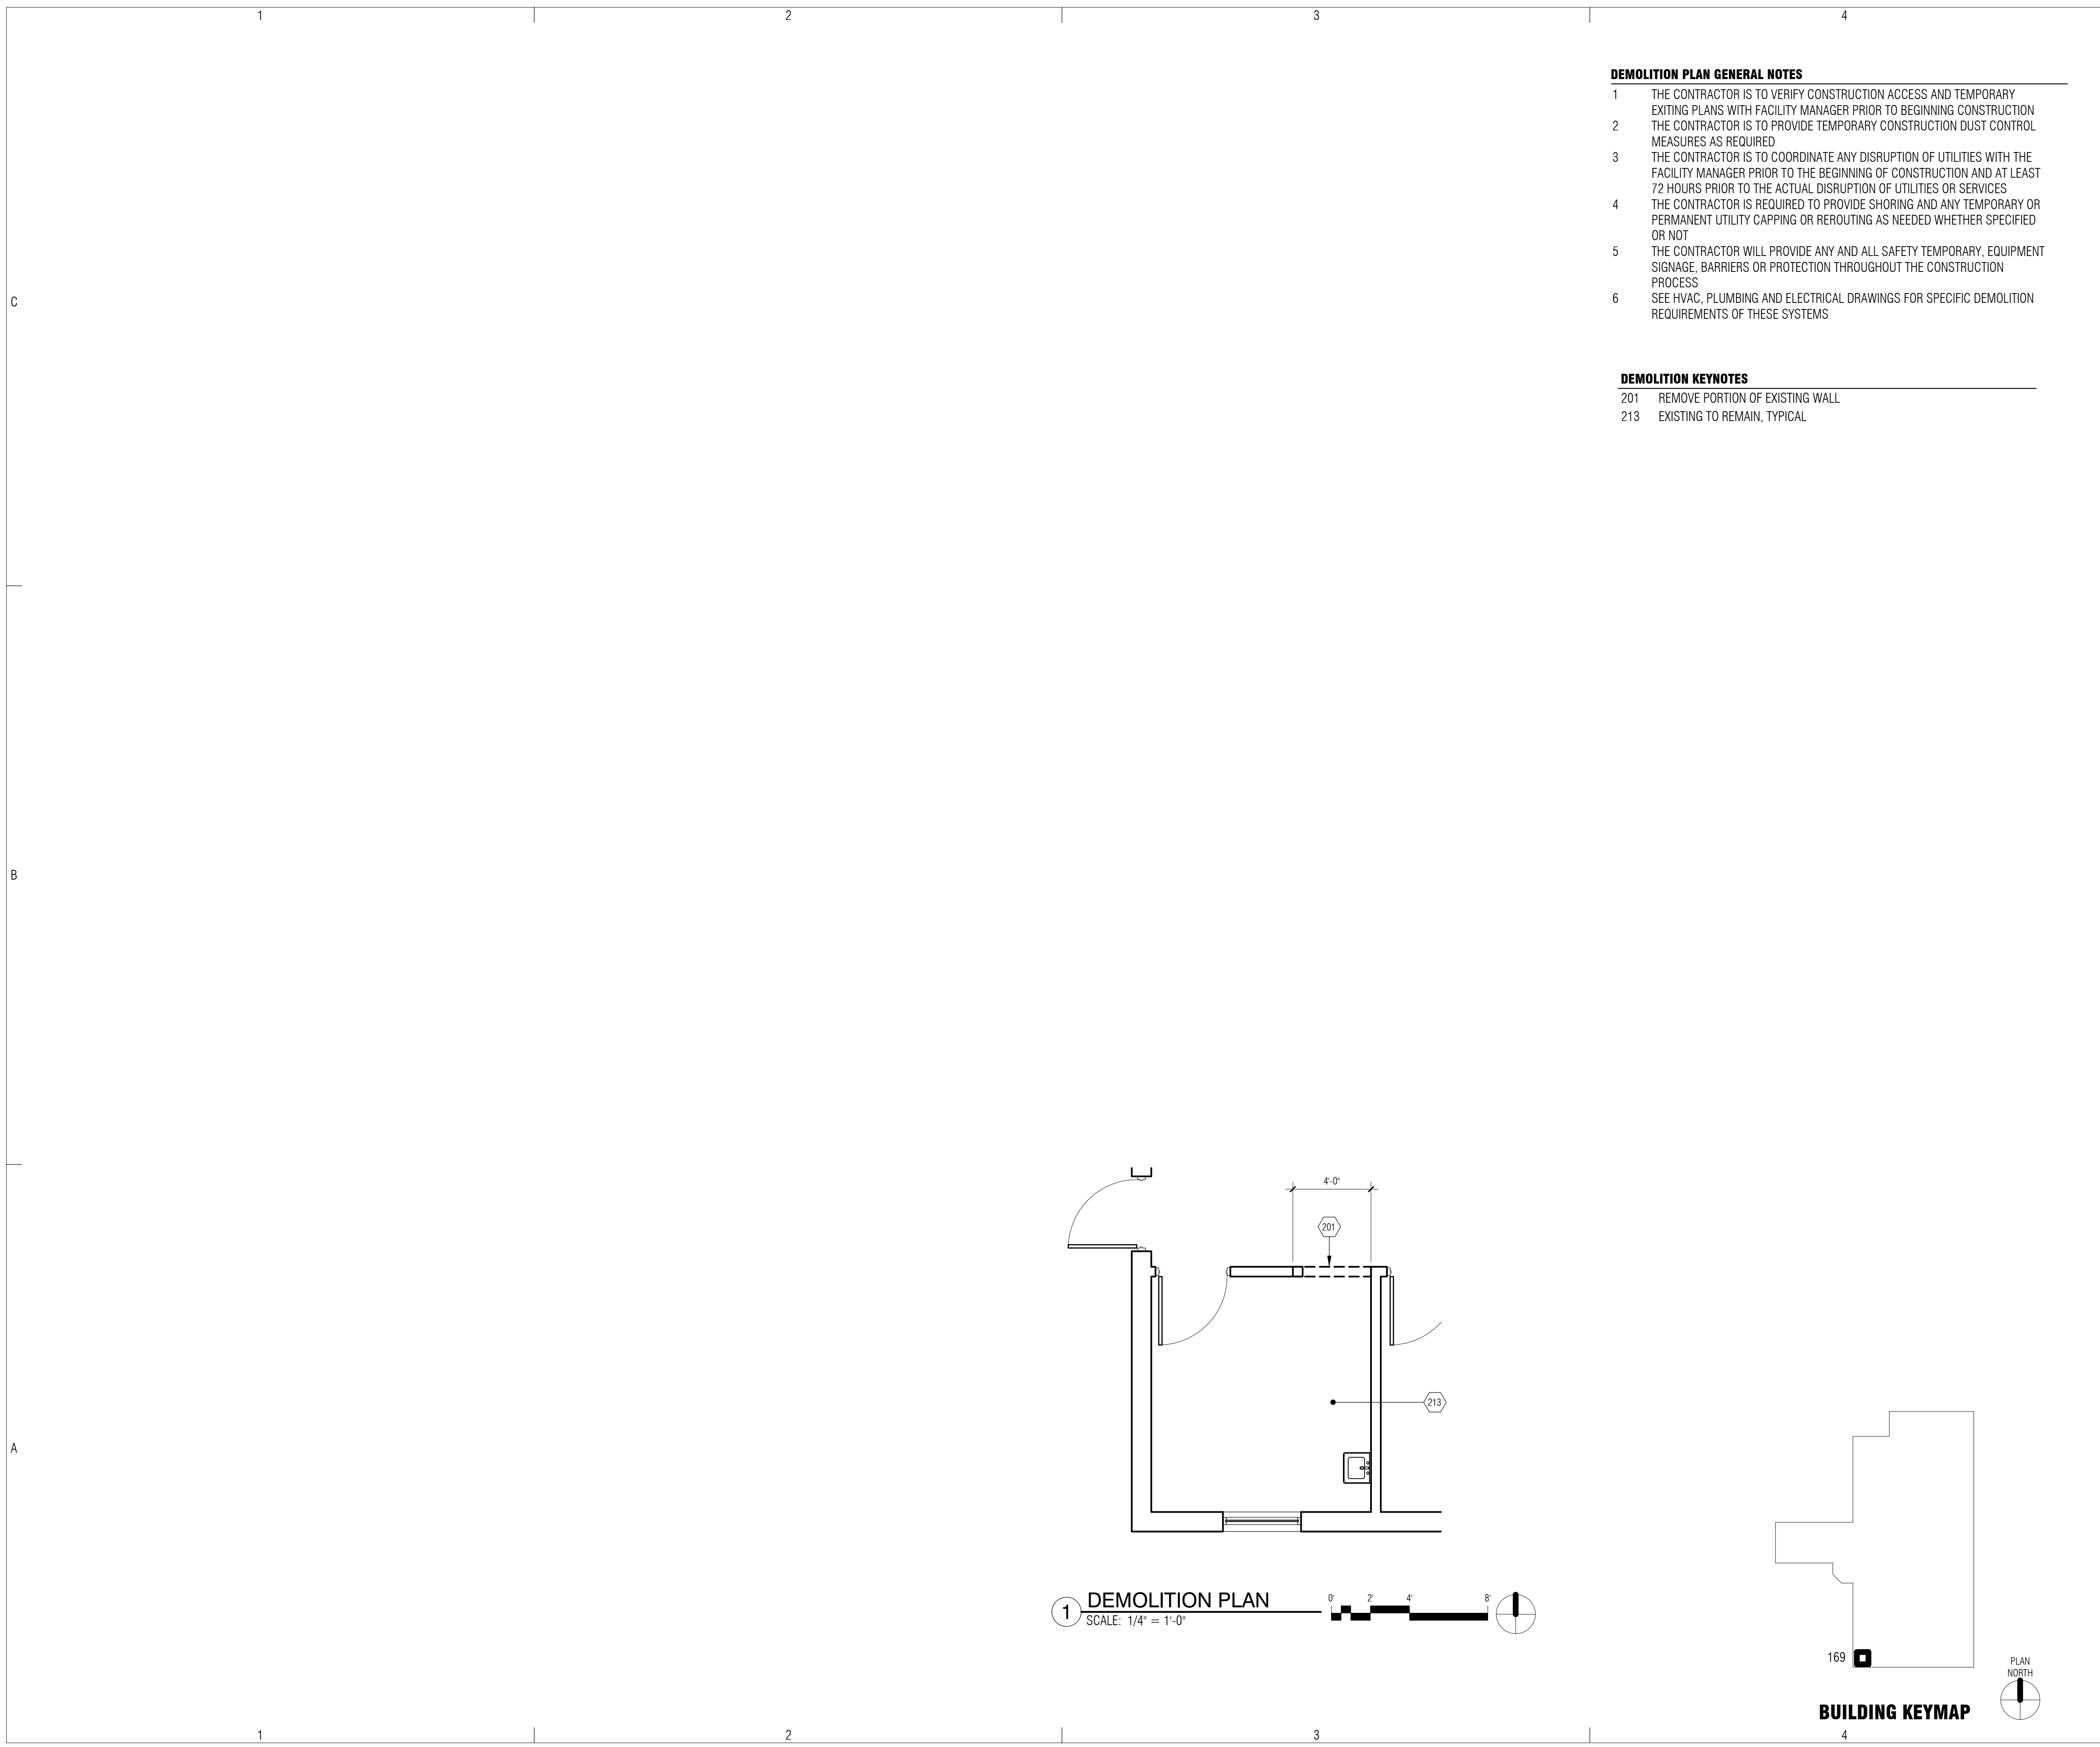 1 2 3 4
DEMOLITION PLAN GENERAL NOTES
1 THE CONTRACTOR IS TO VERIFY CONSTRUCTION ACCESS AND TEMPORARY
EXITING PLANS WITH FACILITY MANAGER PRIOR TO BEGINNING CONSTRUCTION
2 THE CONTRACTOR IS TO PROVIDE TEMPORARY CONSTRUCTION DUST CONTROL
MEASURES AS REQUIRED
3 THE CONTRACTOR IS TO COORDINATE ANY DISRUPTION OF UTILITIES WITH THE
FACILITY MANAGER PRIOR TO THE BEGINNING OF CONSTRUCTION AND AT LEAST
72 HOURS PRIOR TO THE ACTUAL DISRUPTION OF UTILITIES OR SERVICES
4 THE CONTRACTOR IS REQUIRED TO PROVIDE SHORING AND ANY TEMPORARY OR
PERMANENT UTILITY CAPPING OR REROUTING AS NEEDED WHETHER SPECIFIED
OR NOT
5 THE CONTRACTOR WILL PROVIDE ANY AND ALL SAFETY TEMPORARY, EQUIPMENT
SIGNAGE, BARRIERS OR PROTECTION THROUGHOUT THE CONSTRUCTION
PROCESS
6 SEE HVAC, PLUMBING AND ELECTRICAL DRAWINGS FOR SPECIFIC DEMOLITION
REQUIREMENTS OF THESE SYSTEMS
C
DEMOLITION KEYNOTES
201 REMOVE PORTION OF EXISTING WALL
213 EXISTING TO REMAIN, TYPICAL
B
4'-0"
201
213
A
1 DEMOLITION PLAN
SCALE: 1/4" = 1'-0"
0' 2' 4' 8'
169
PLAN
NORTH
BUILDING KEYMAP
1 2 3 4